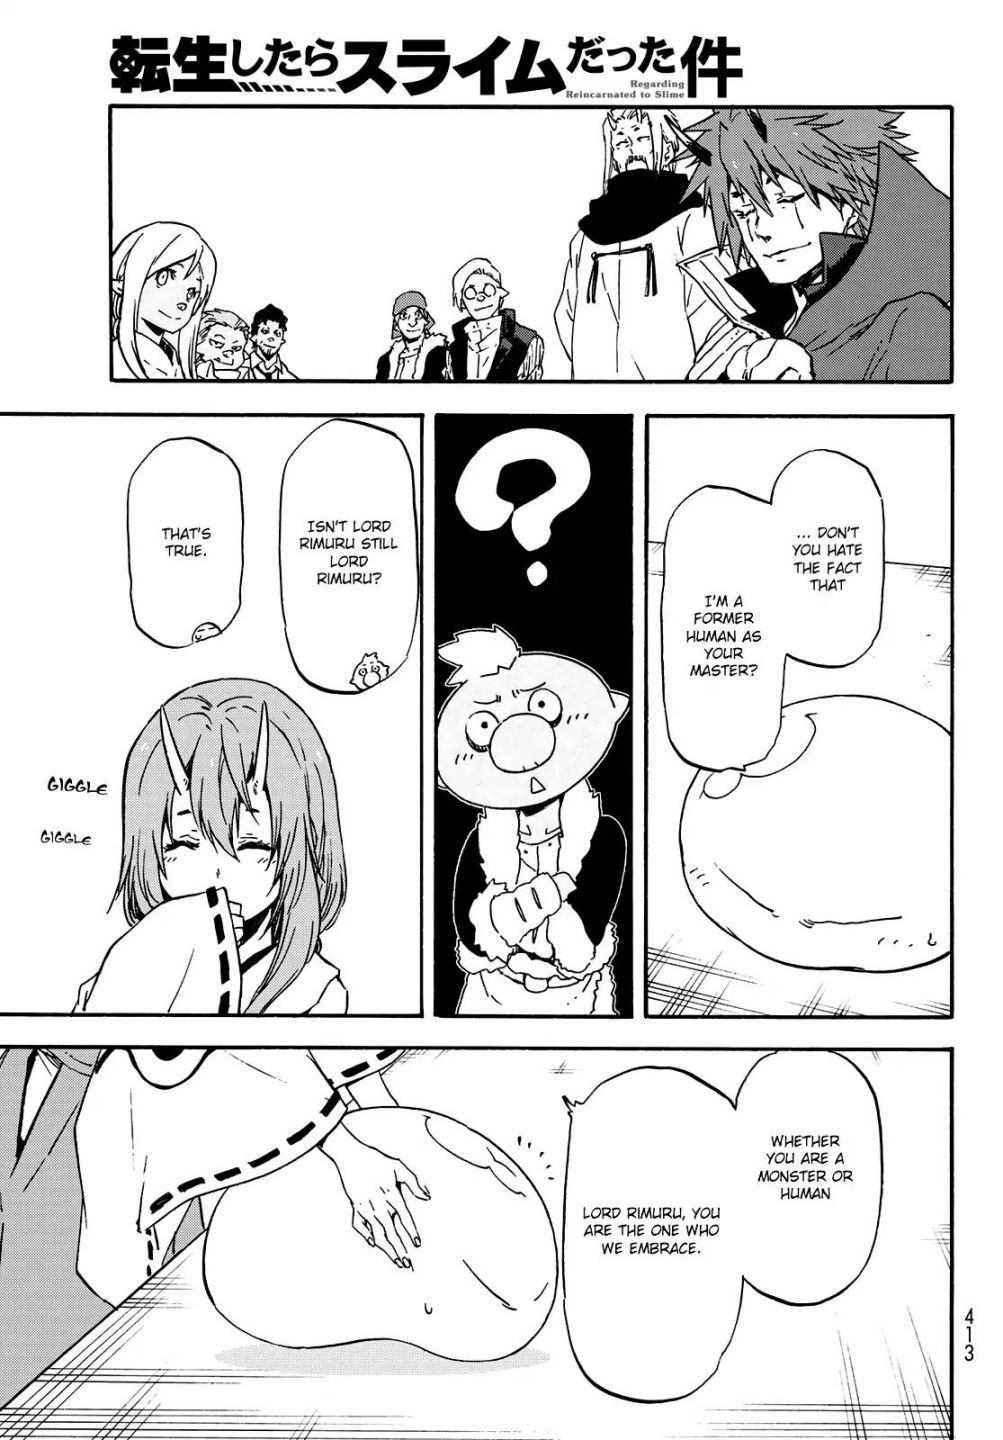 転生したらスライムだった件
Regarding
Reincarnated to Slime
... DON'T
YOU HATE
THE FACT
THAT
I'M A
FORMER
HUMAN AS
YOUR
MASTER?
?
ISN'T LORD
RIMURU STILL
LORD
RIMURU?
THAT'S
TRUE.
GIGGLE
GIGGLE
WHETHER
YOU ARE A
MONSTER OR
HUMAN
LORD RIMURU, YOU
ARE THE ONE WHO
WE EMBRACE.
413